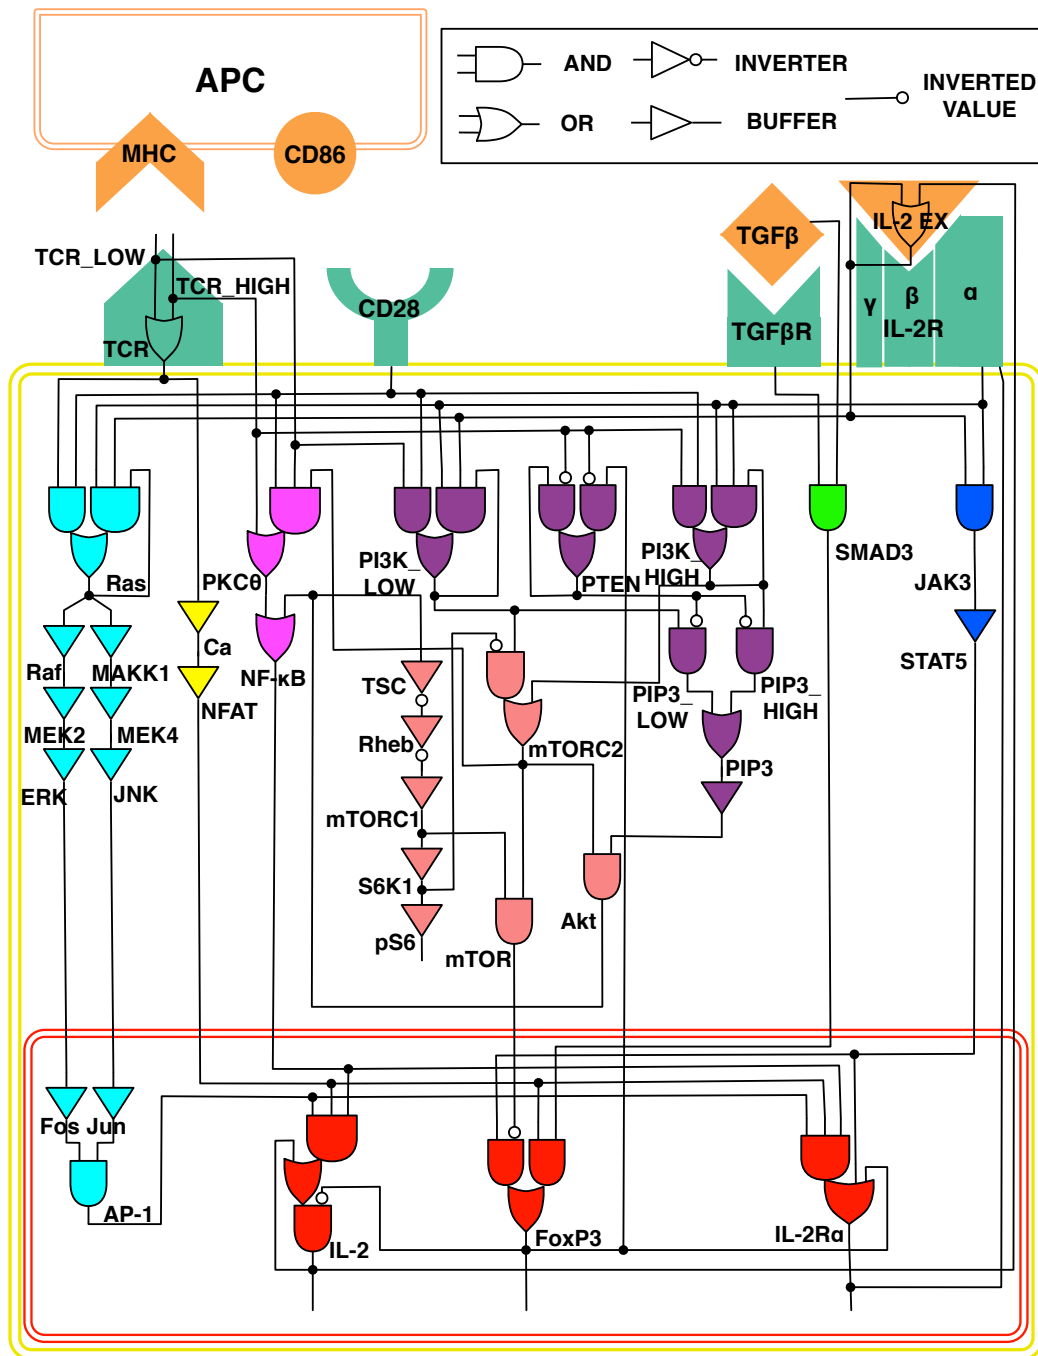 APC
MHC
CD86
AND
INVERTER
OR
BUFFER
INVERTED
VALUE
TCR_LOW
TCR_HIGH
TCR
CD28
TGFβ
TGFβR
IL-2 EX
γ
β
α
IL-2R
Ras
PKCθ
PI3K_
LOW
PTEN
PI3K_
HIGH
SMAD3
JAK3
Raf
MAKK1
Ca
NF-κB
TSC
STAT5
PIP3_
LOW
PIP3_
HIGH
NFAT
MEK2
MEK4
Rheb
mTORC2
PIP3
ERK
JNK
mTORC1
S6K1
pS6
mTOR
Akt
Fos
Jun
AP-1
IL-2
FoxP3
IL-2Rα